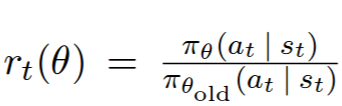 r_t(θ) = π_θ(a_t | s_t) / π_θ_old(a_t | s_t)